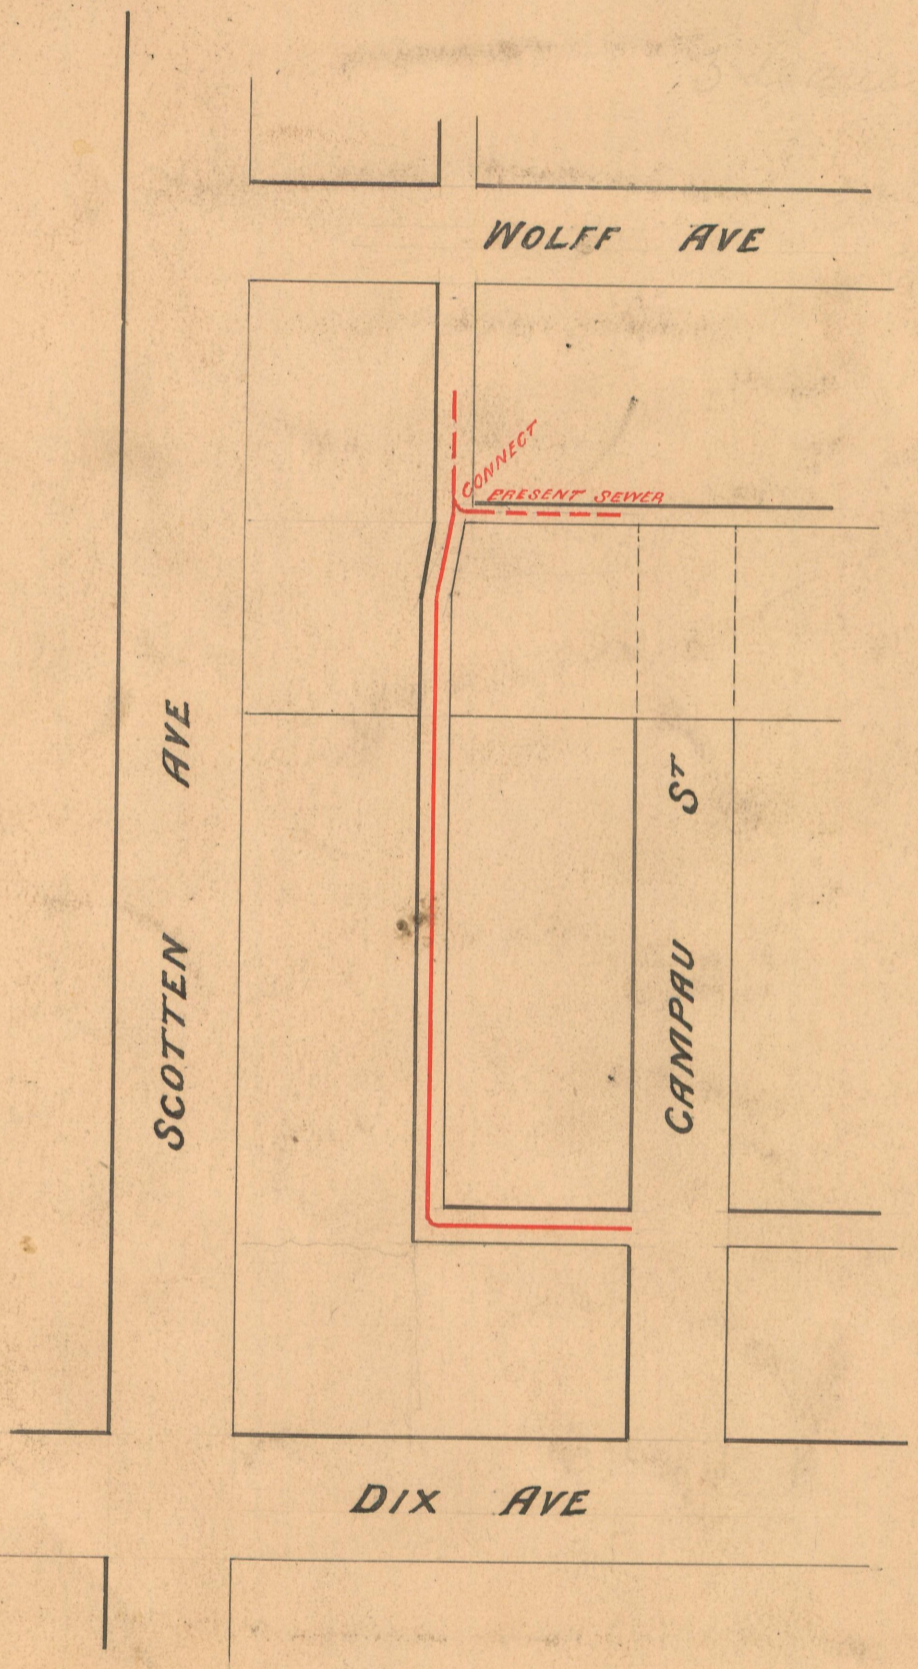 WOLFF AVE
CONNECT
PRESENT SEWER
SCOTTEN AVE
CAMPAU ST
DIX AVE